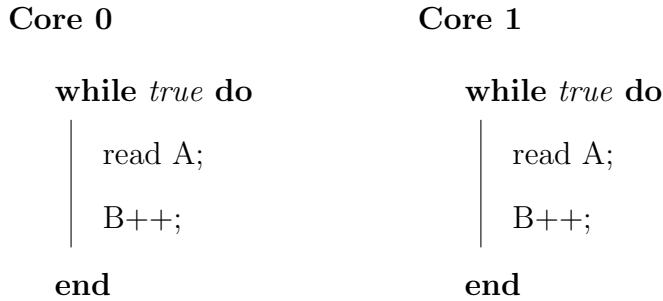 Core 0
while true do
read A;
B++;
end
Core 1
while true do
read A;
B++;
end